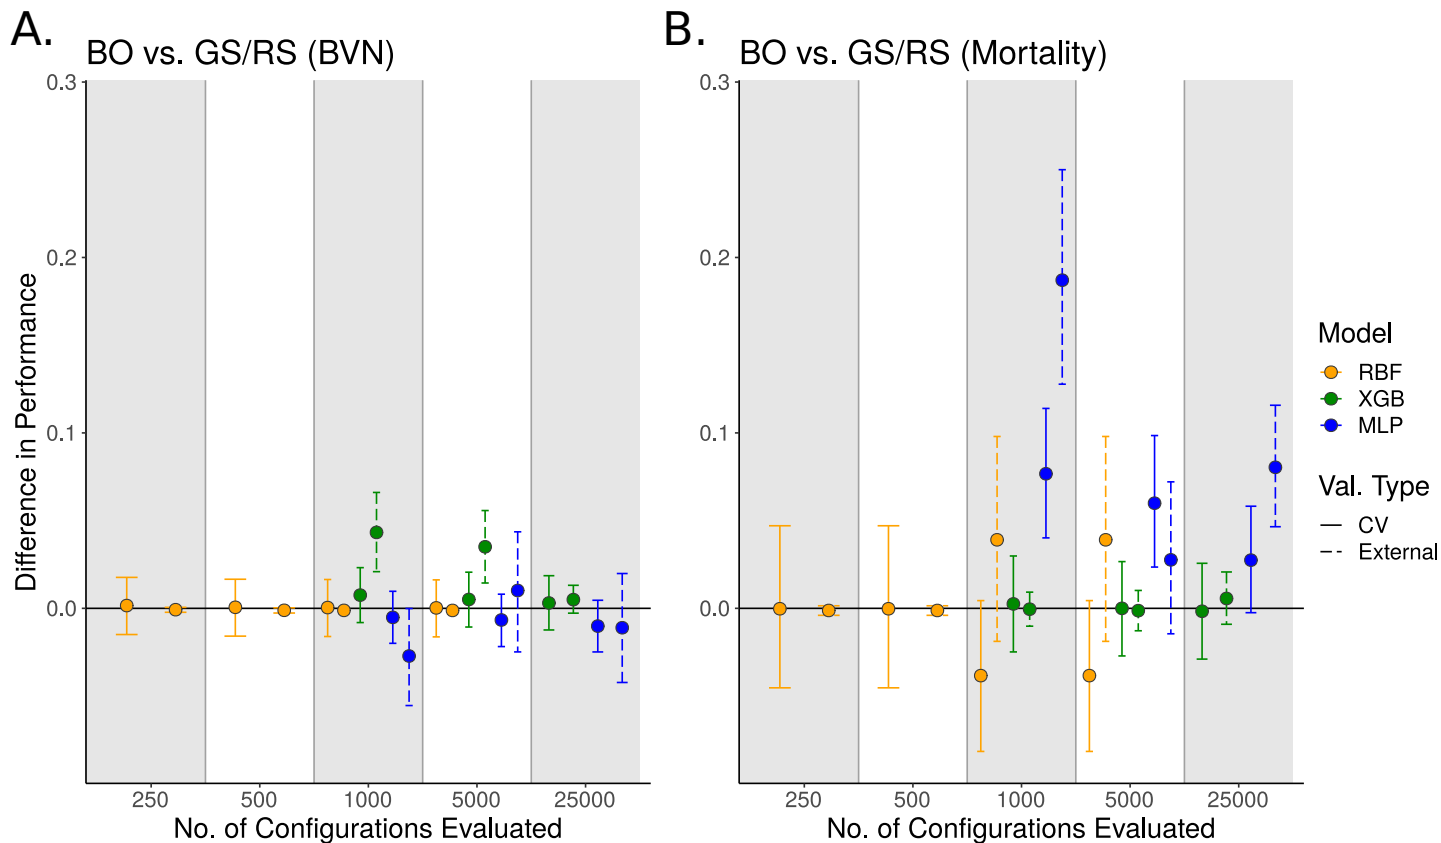 A.
BO vs. GS/RS (BVN)
0.3
0.2
0.1
0.0
Difference in Performance
250 500 1000 5000 25000
No. of Configurations Evaluated
B.
BO vs. GS/RS (Mortality)
0.3
0.2
0.1
0.0
250 500 1000 5000 25000
No. of Configurations Evaluated
Model
RBF
XGB
MLP
Val. Type
CV
External